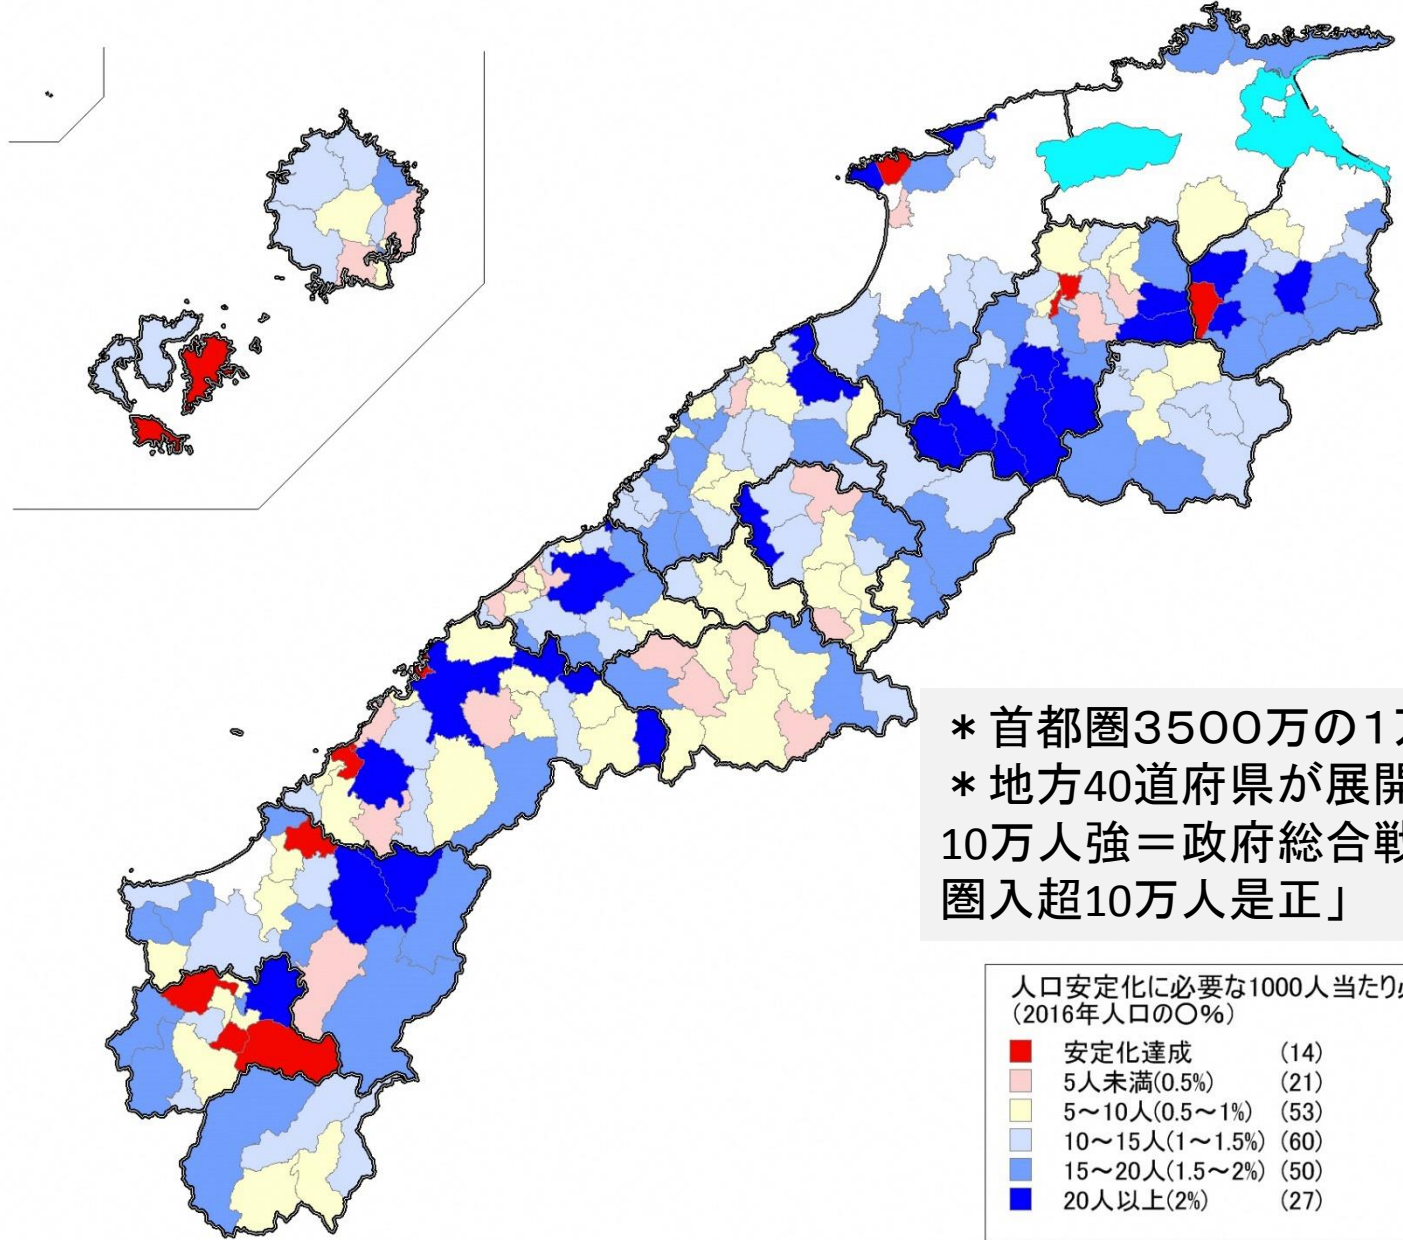 ＊首都圏3500万の1万
＊地方40道府県が展開
10万人強＝政府総合戦
圏入超10万人是正」
人口安定化に必要な1000人当たり
(2016年人口の〇%)
安定化達成 (14)
5人未満(0.5%) (21)
5～10人(0.5～1%) (53)
10～15人(1～1.5%) (60)
15～20人(1.5～2%) (50)
20人以上(2%) (27)